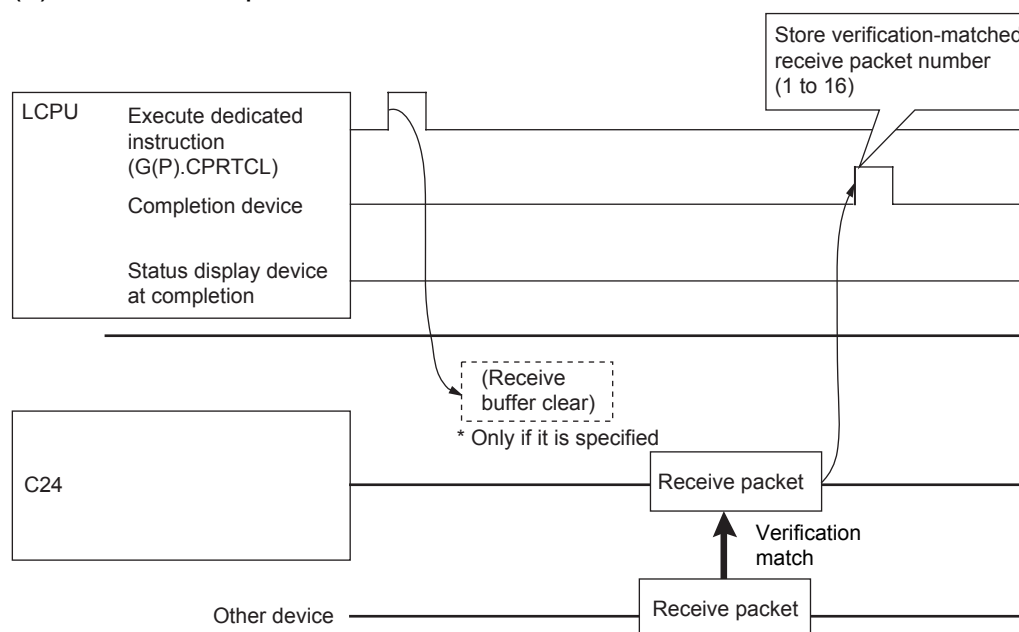 Store verification-matched
receive packet number
(1 to 16)
LCPU
Execute dedicated
instruction
(G(P).CPRTCL)
Completion device
Status display device
at completion
(Receive
buffer clear)
* Only if it is specified
C24
Receive packet
Verification
match
Other device
Receive packet